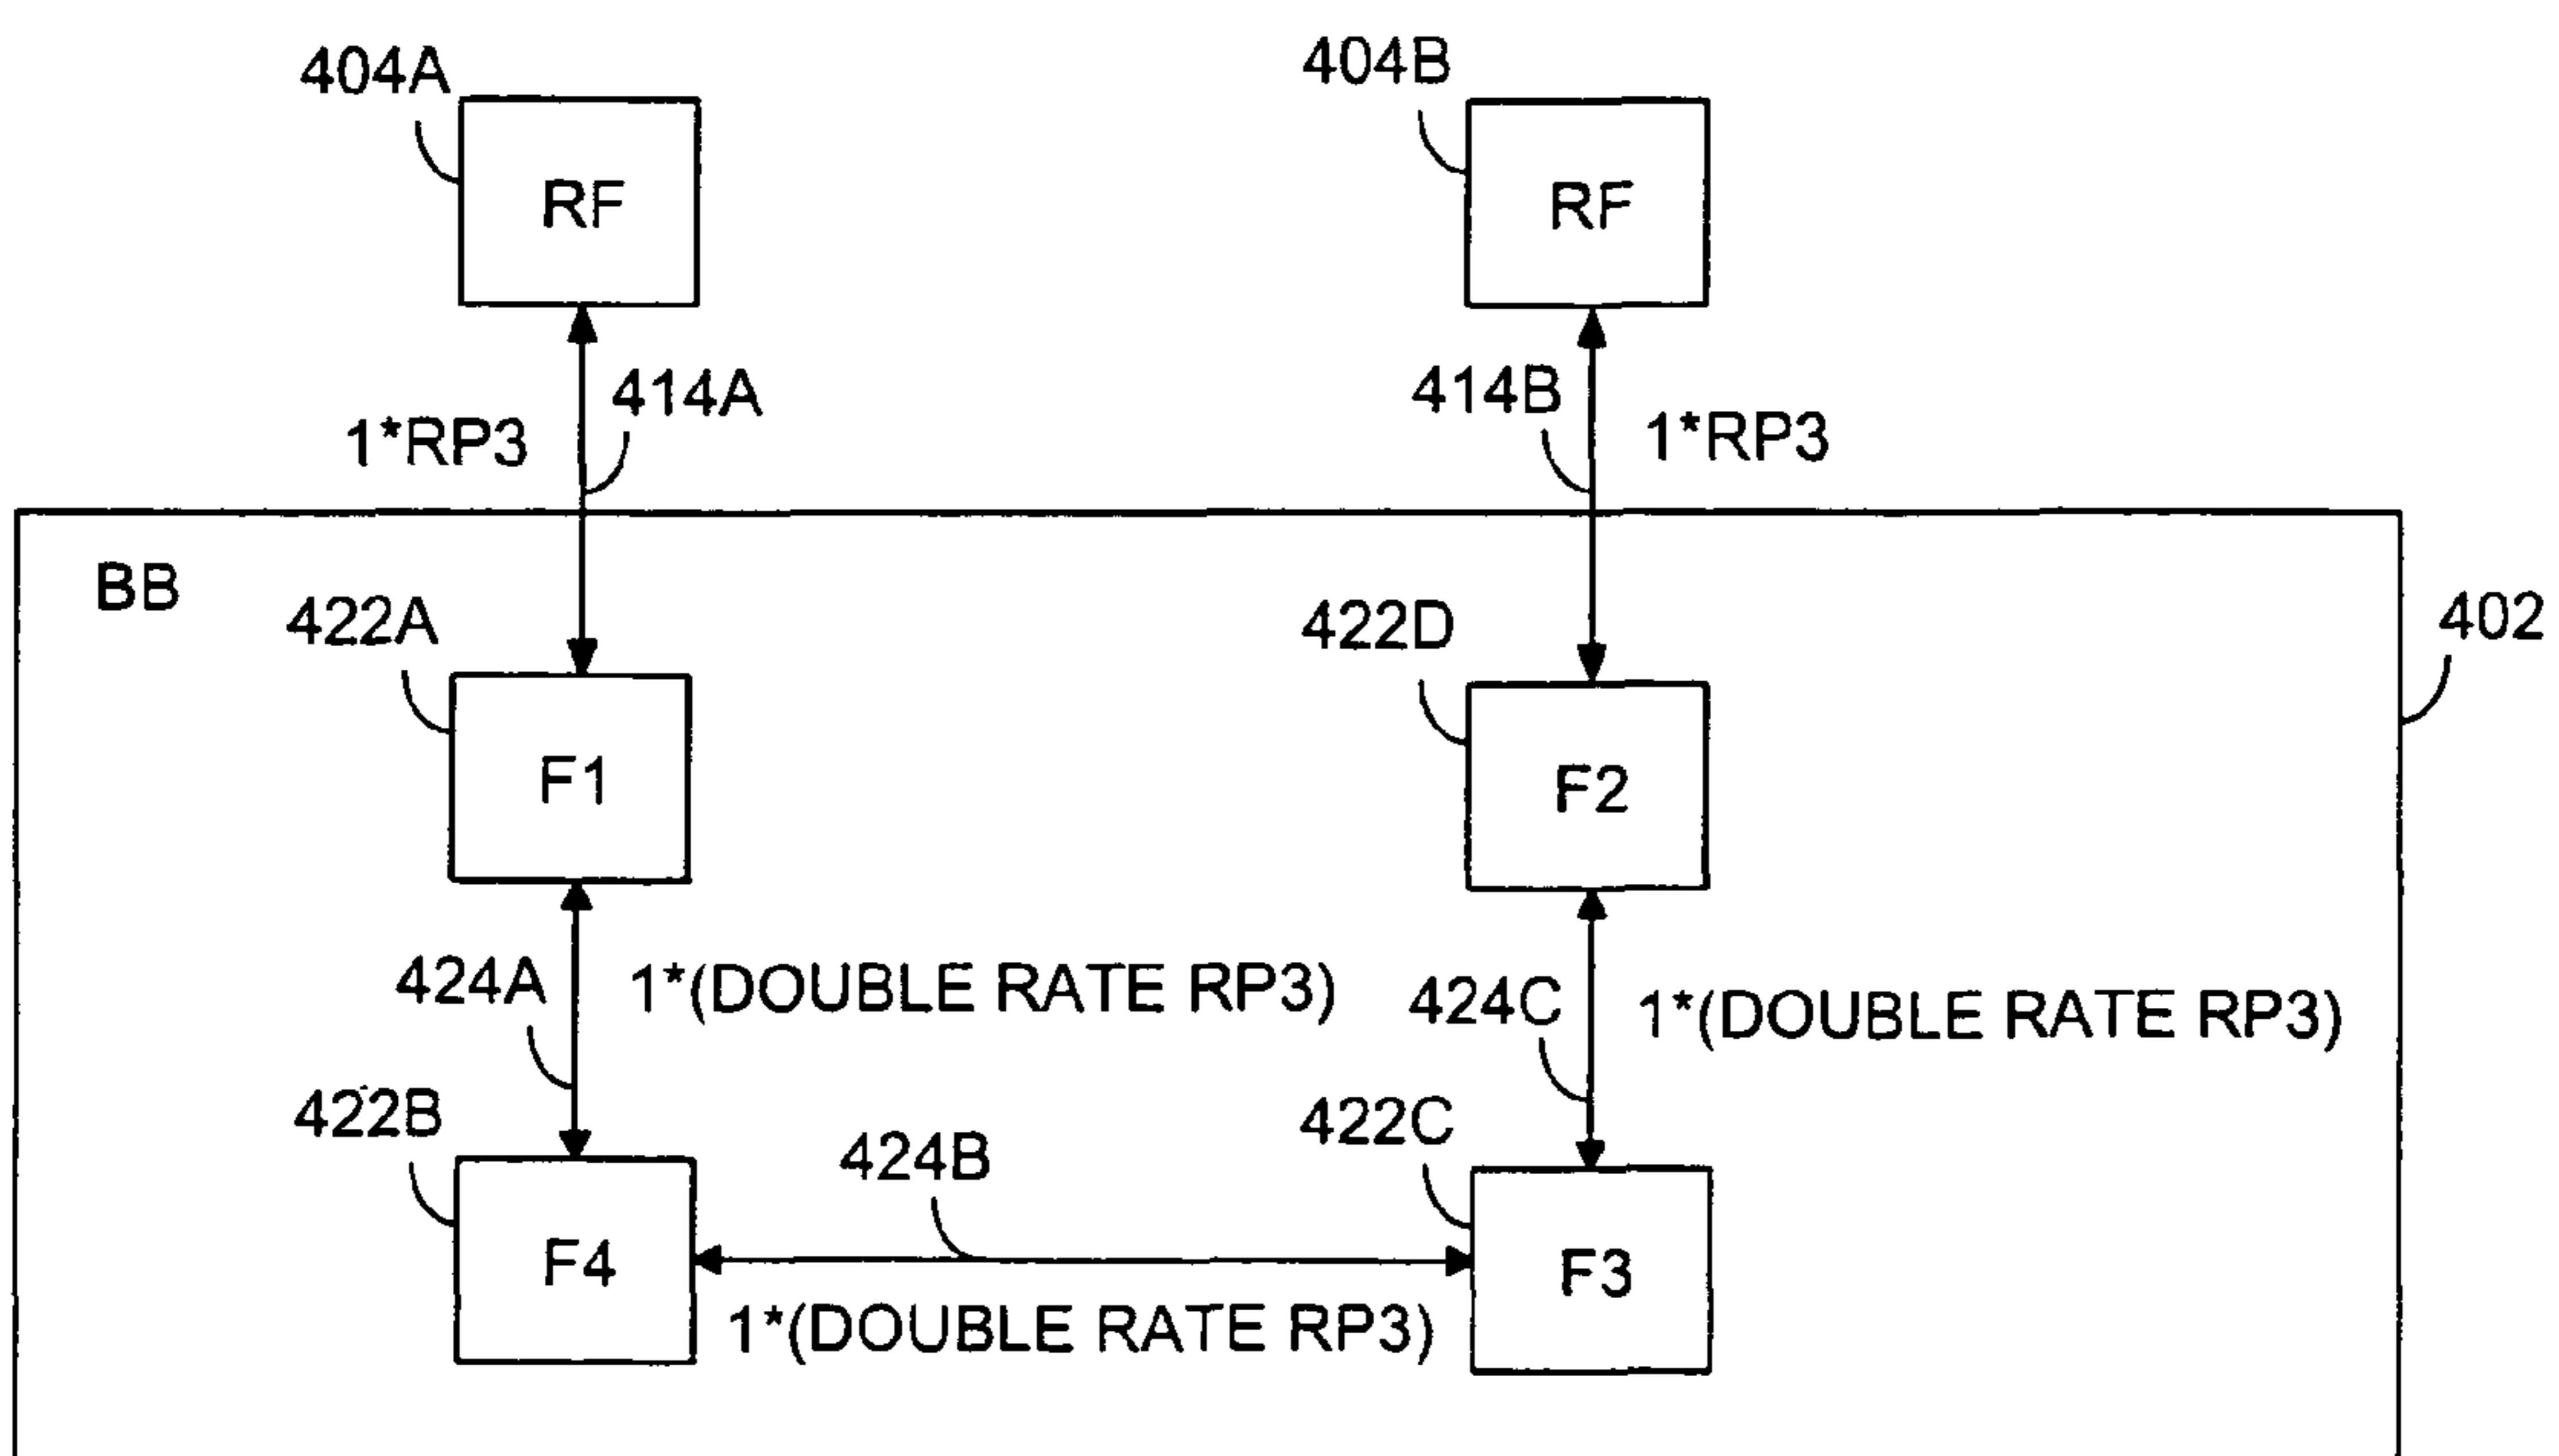 404A
404B
RF
RF
414A
414B
1*RP3
1*RP3
BB
422A
422D
402
F1
F2
424A
1*(DOUBLE RATE RP3)
424C
1*(DOUBLE RATE RP3)
422B
424B
422C
F4
F3
1*(DOUBLE RATE RP3)